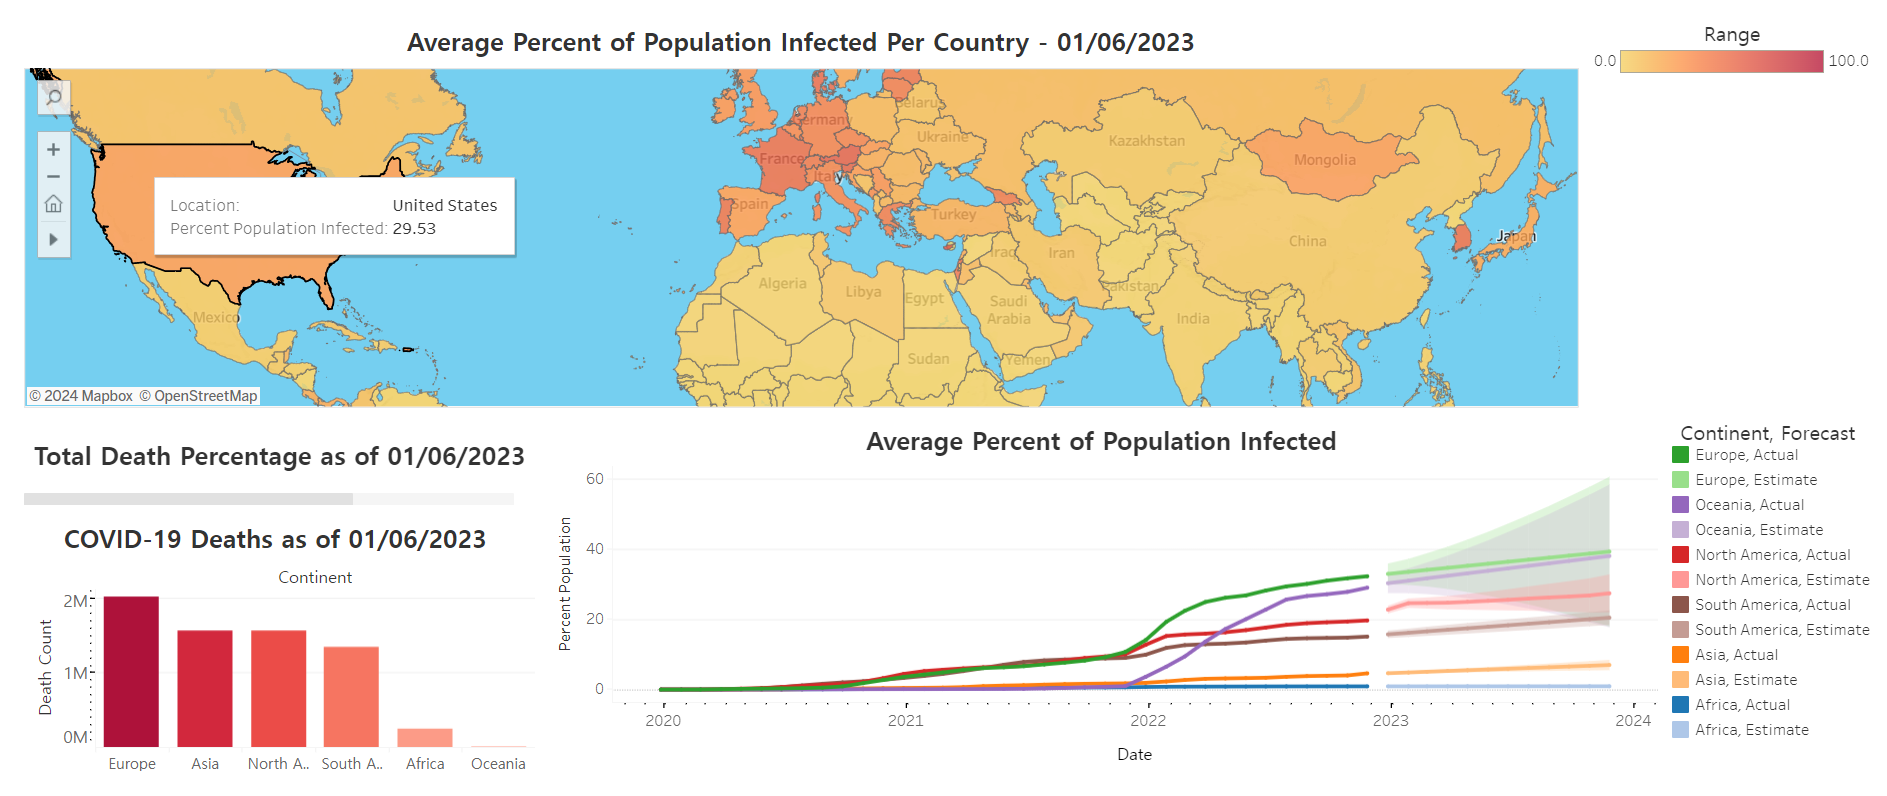 Average Percent of Population Infected Per Country - 01/06/2023
Range
0.0 100.0
Belarus
Germany
Ukraine
Kazakhstan
France
Mongolia
Italy
Location: United States
Percent Population Infected: 29.53
Spain
Turkey
Japan
China
Iraq
Iran
Algeria
Libya
Egypt
Pakistan
Saudi
Arabia
Mexico
India
Sudan
Yemen
© 2024 Mapbox © OpenStreetMap
Total Death Percentage as of 01/06/2023
COVID-19 Deaths as of 01/06/2023
Continent
Death Count
2M
1M
0M
Europe
Asia
North A..
South A..
Africa
Oceania
Average Percent of Population Infected
Percent Population
60
40
20
0
2020
2021
2022
2023
2024
Date
Continent, Forecast
Europe, Actual
Europe, Estimate
Oceania, Actual
Oceania, Estimate
North America, Actual
North America, Estimate
South America, Actual
South America, Estimate
Asia, Actual
Asia, Estimate
Africa, Actual
Africa, Estimate